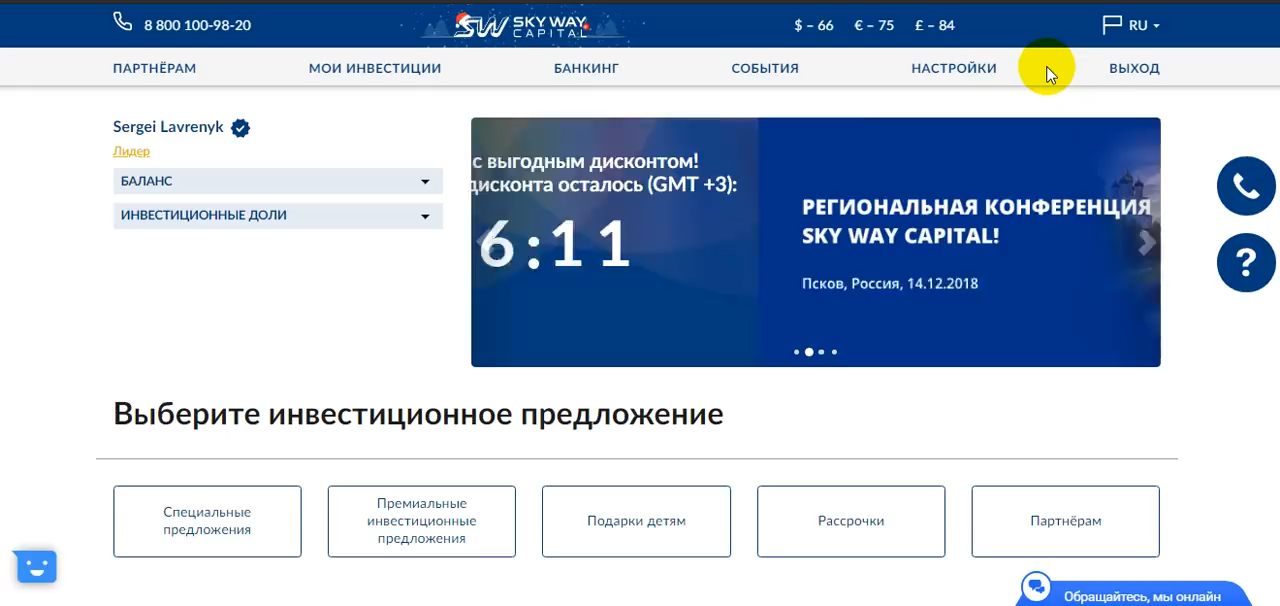 8 800 100-98-20
SW SKY WAY
CAPITAL
$ – 66 € – 75 £ – 84
RU
ПАРТНЁРАМ МОИ ИНВЕСТИЦИИ БАНКИНГ СОБЫТИЯ НАСТРОЙКИ ВЫХОД
Sergei Lavrenyk
Лидер
БАЛАНС
ИНВЕСТИЦИОННЫЕ ДОЛИ
с выгодным дисконтом!
дисконта осталось (GMT +3):
6:11
РЕГИОНАЛЬНАЯ КОНФЕРЕНЦИЯ
SKY WAY CAPITAL!
Псков, Россия, 14.12.2018
?
Выберите инвестиционное предложение
Специальные
предложения
Премиальные
инвестиционные
предложения
Подарки детям
Рассрочки
Партнёрам
Обращайтесь, мы онлайн